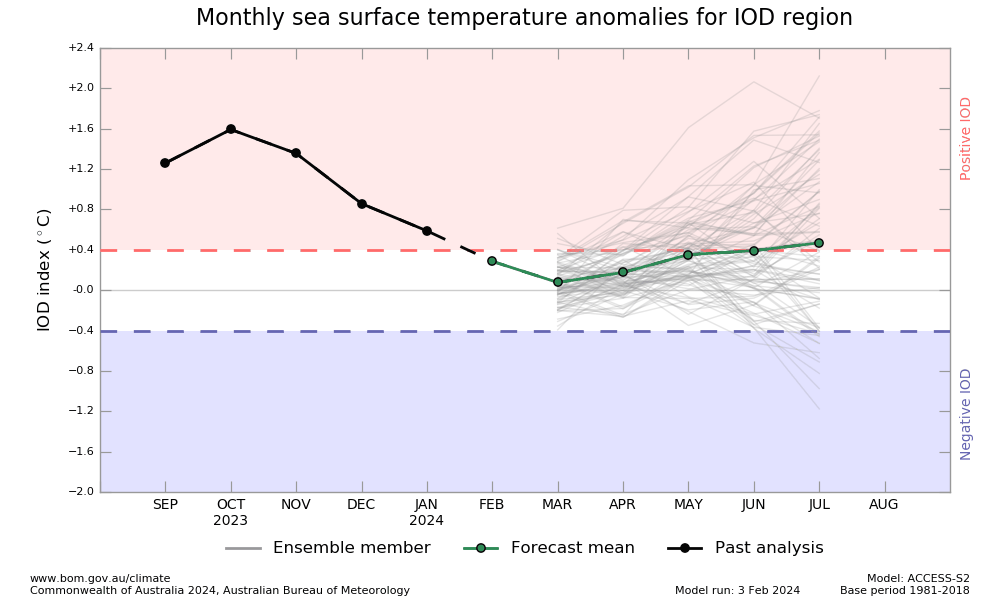 Monthly sea surface temperature anomalies for IOD region
+2.4
+2.0
+1.6
+1.2
+0.8
+0.4
-0.0
−0.4
−0.8
−1.2
−1.6
−2.0
IOD index (°C)
Positive IOD
Negative IOD
SEP OCT NOV DEC JAN FEB MAR APR MAY JUN JUL AUG
2023 2024
Ensemble member Forecast mean Past analysis
www.bom.gov.au/climate Model: ACCESS-S2
Commonwealth of Australia 2024, Australian Bureau of Meteorology Model run: 3 Feb 2024 Base period 1981-2018